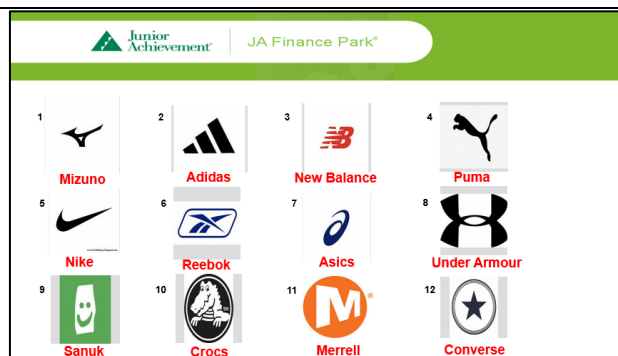 Junior
Achievement®
JA Finance Park®
1 2 3 4
Mizuno Adidas New Balance Puma
5 6 7 8
Nike Reebok Asics Under Armour
9 10 11 12
M®
Sanuk Crocs Merrell Converse